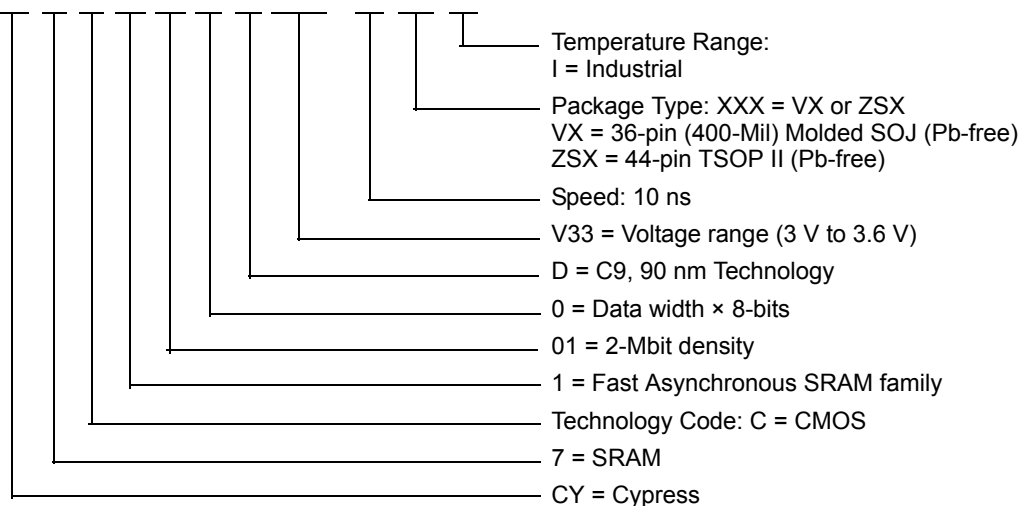 Temperature Range:
I = Industrial
Package Type: XXX = VX or ZSX
VX = 36-pin (400-Mil) Molded SOJ (Pb-free)
ZSX = 44-pin TSOP II (Pb-free)
Speed: 10 ns
V33 = Voltage range (3 V to 3.6 V)
D = C9, 90 nm Technology
0 = Data width × 8-bits
01 = 2-Mbit density
1 = Fast Asynchronous SRAM family
Technology Code: C = CMOS
7 = SRAM
CY = Cypress